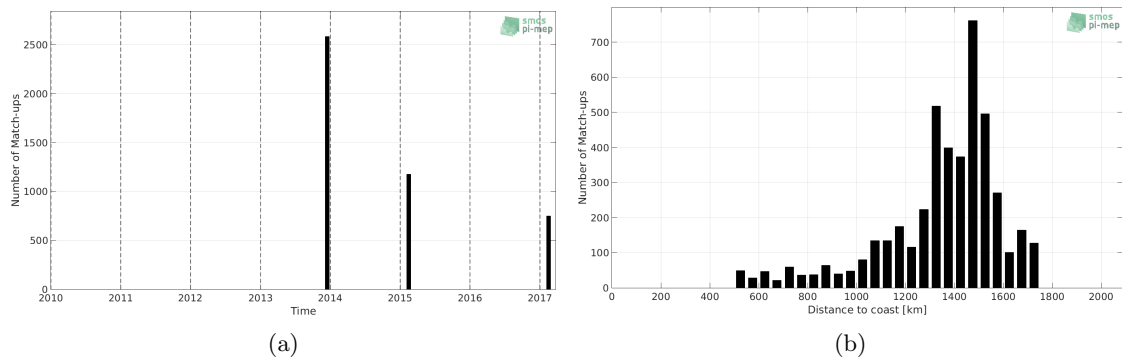 smos
pi-mep
Number of Match-ups
2500
2000
1500
1000
500
0
2010 2011 2012 2013 2014 2015 2016 2017
Time
(a)
smos
pi-mep
Number of Match-ups
700
600
500
400
300
200
100
0
0 200 400 600 800 1000 1200 1400 1600 1800 2000
Distance to coast [km]
(b)